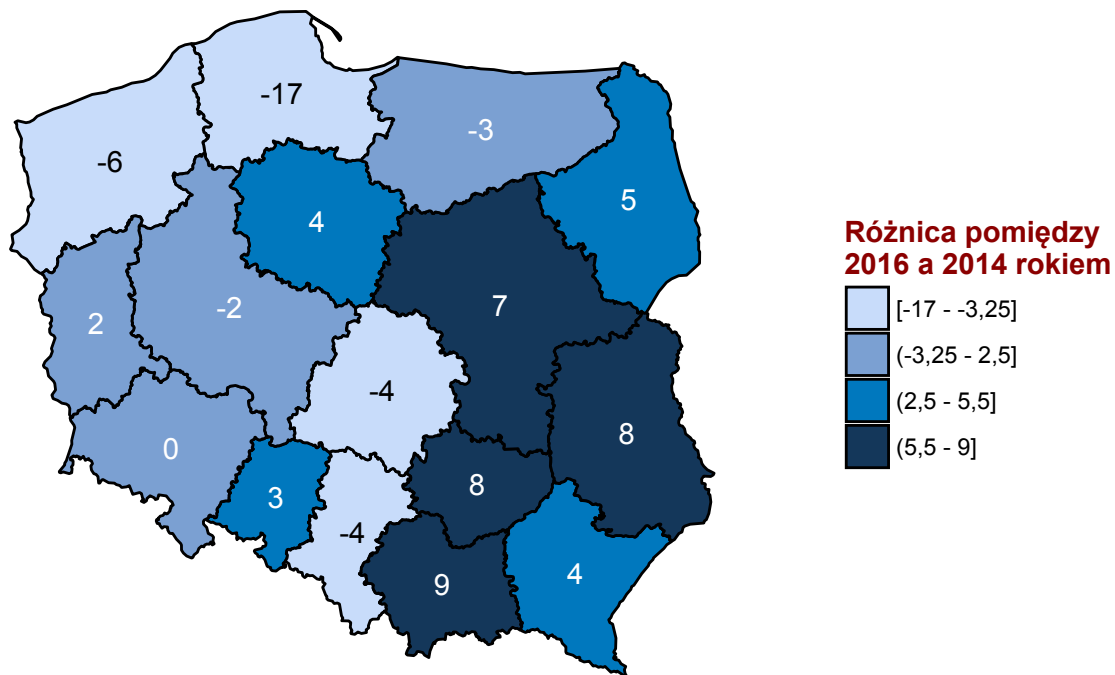 -17
-3
-6
5
4
7
-2
2
-4
8
0
8
3
-4
4
9
Różnica pomiędzy
2016 a 2014 rokiem
[-17 - -3,25]
(-3,25 - 2,5]
(2,5 - 5,5]
(5,5 - 9]